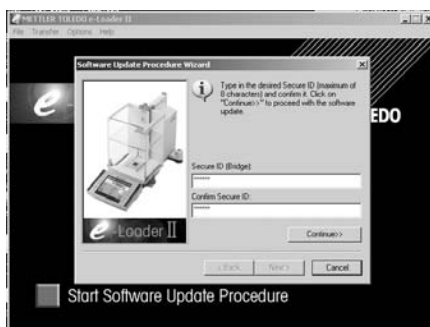 METTLER TOLEDO e-Loader II
File Transfer Options Help
Software Update Procedure Wizard
Type in the desired Secure ID (maximum of
8 characters) and confirm it. Click on
"Continue>>" to proceed with the software
update.
e
EDO
Secure ID (Bridge):
******
Confirm Secure ID:
******
e-Loader II
Continue>>
< Back
Next >
Cancel
Start Software Update Procedure